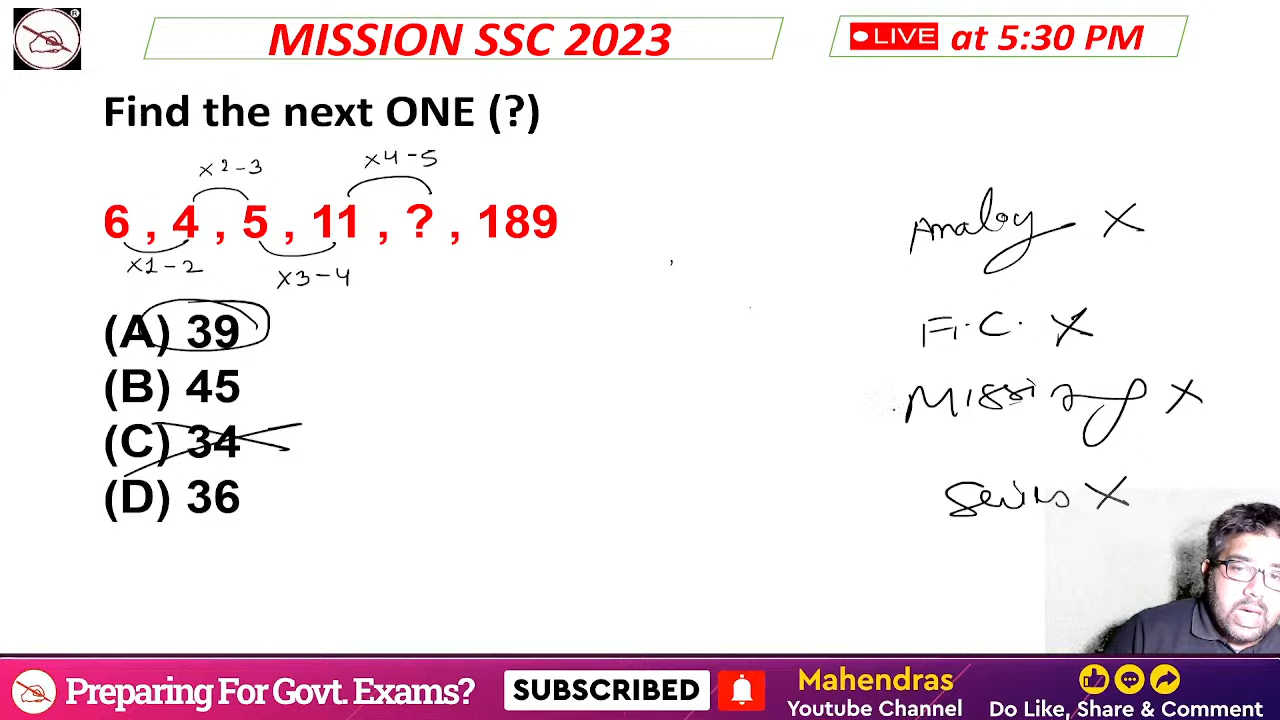 MISSION SSC 2023
LIVE at 5:30 PM
Find the next ONE (?)
×2-3
×4-5
6 , 4 , 5 , 11 , ? , 189
×1-2
×3-4
(A) 39
(B) 45
(C) 34
(D) 36
Analogy ×
F.C. ×
Missing ×
Series ×
Preparing For Govt. Exams?
SUBSCRIBED
Mahendras
Youtube Channel
Do Like, Share & Comment